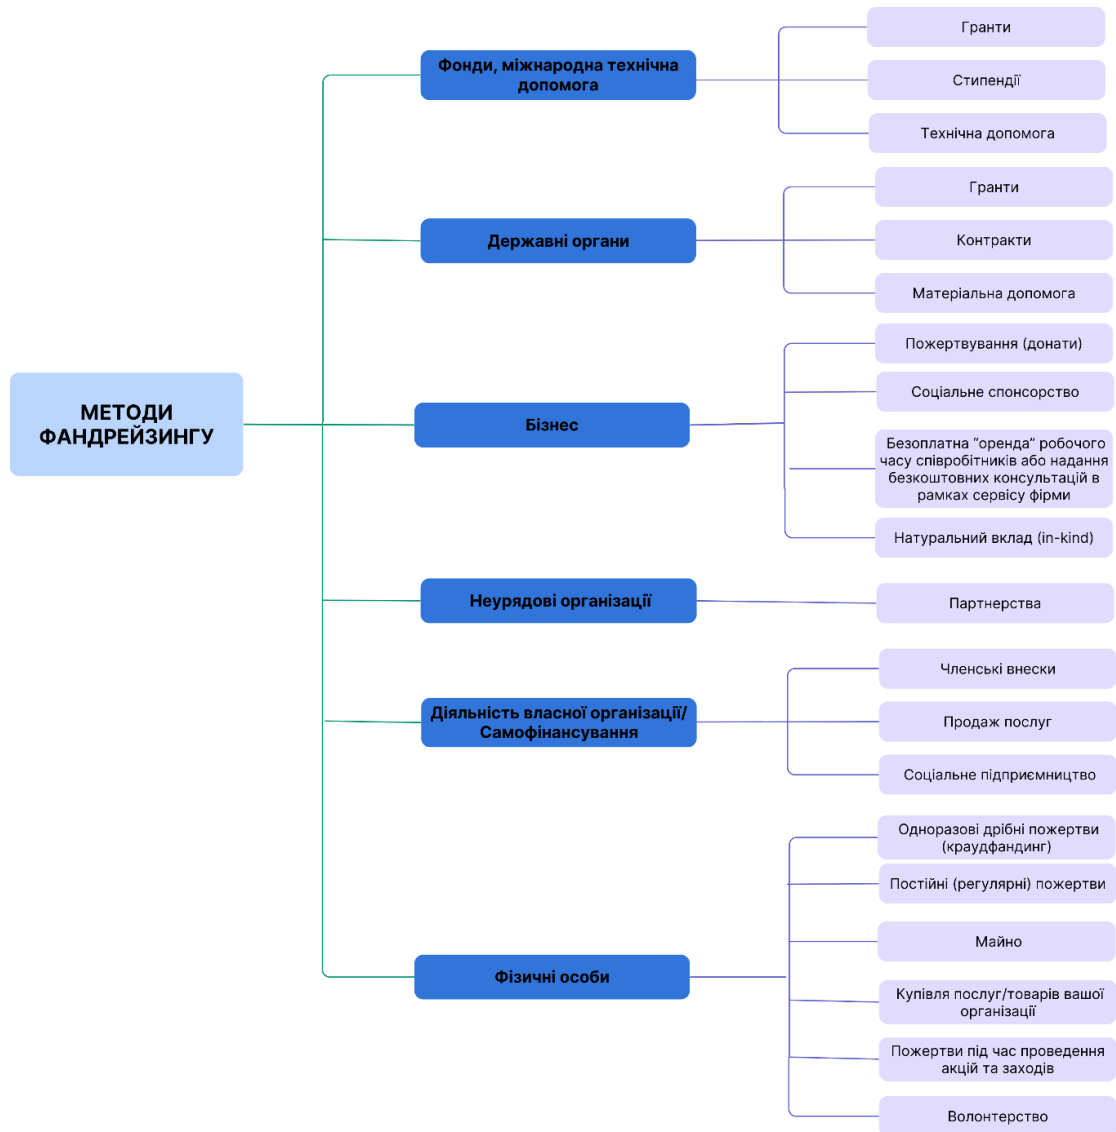 МЕТОДИ
ФАНДРЕЙЗИНГУ
Фонди, міжнародна технічна
допомога
Гранти
Стипендії
Технічна допомога
Державні органи
Гранти
Контракти
Матеріальна допомога
Бізнес
Пожертвування (донати)
Соціальне спонсорство
Безоплатна “оренда” робочого
часу співробітників або надання
безкоштовних консультацій в
рамках сервісу фірми
Натуральний вклад (in-kind)
Неурядові організації
Партнерства
Діяльність власної організації/
Самофінансування
Членські внески
Продаж послуг
Соціальне підприємництво
Фізичні особи
Одноразові дрібні пожертви
(краудфандинг)
Постійні (регулярні) пожертви
Майно
Купівля послуг/товарів вашої
організації
Пожертви під час проведення
акцій та заходів
Волонтерство